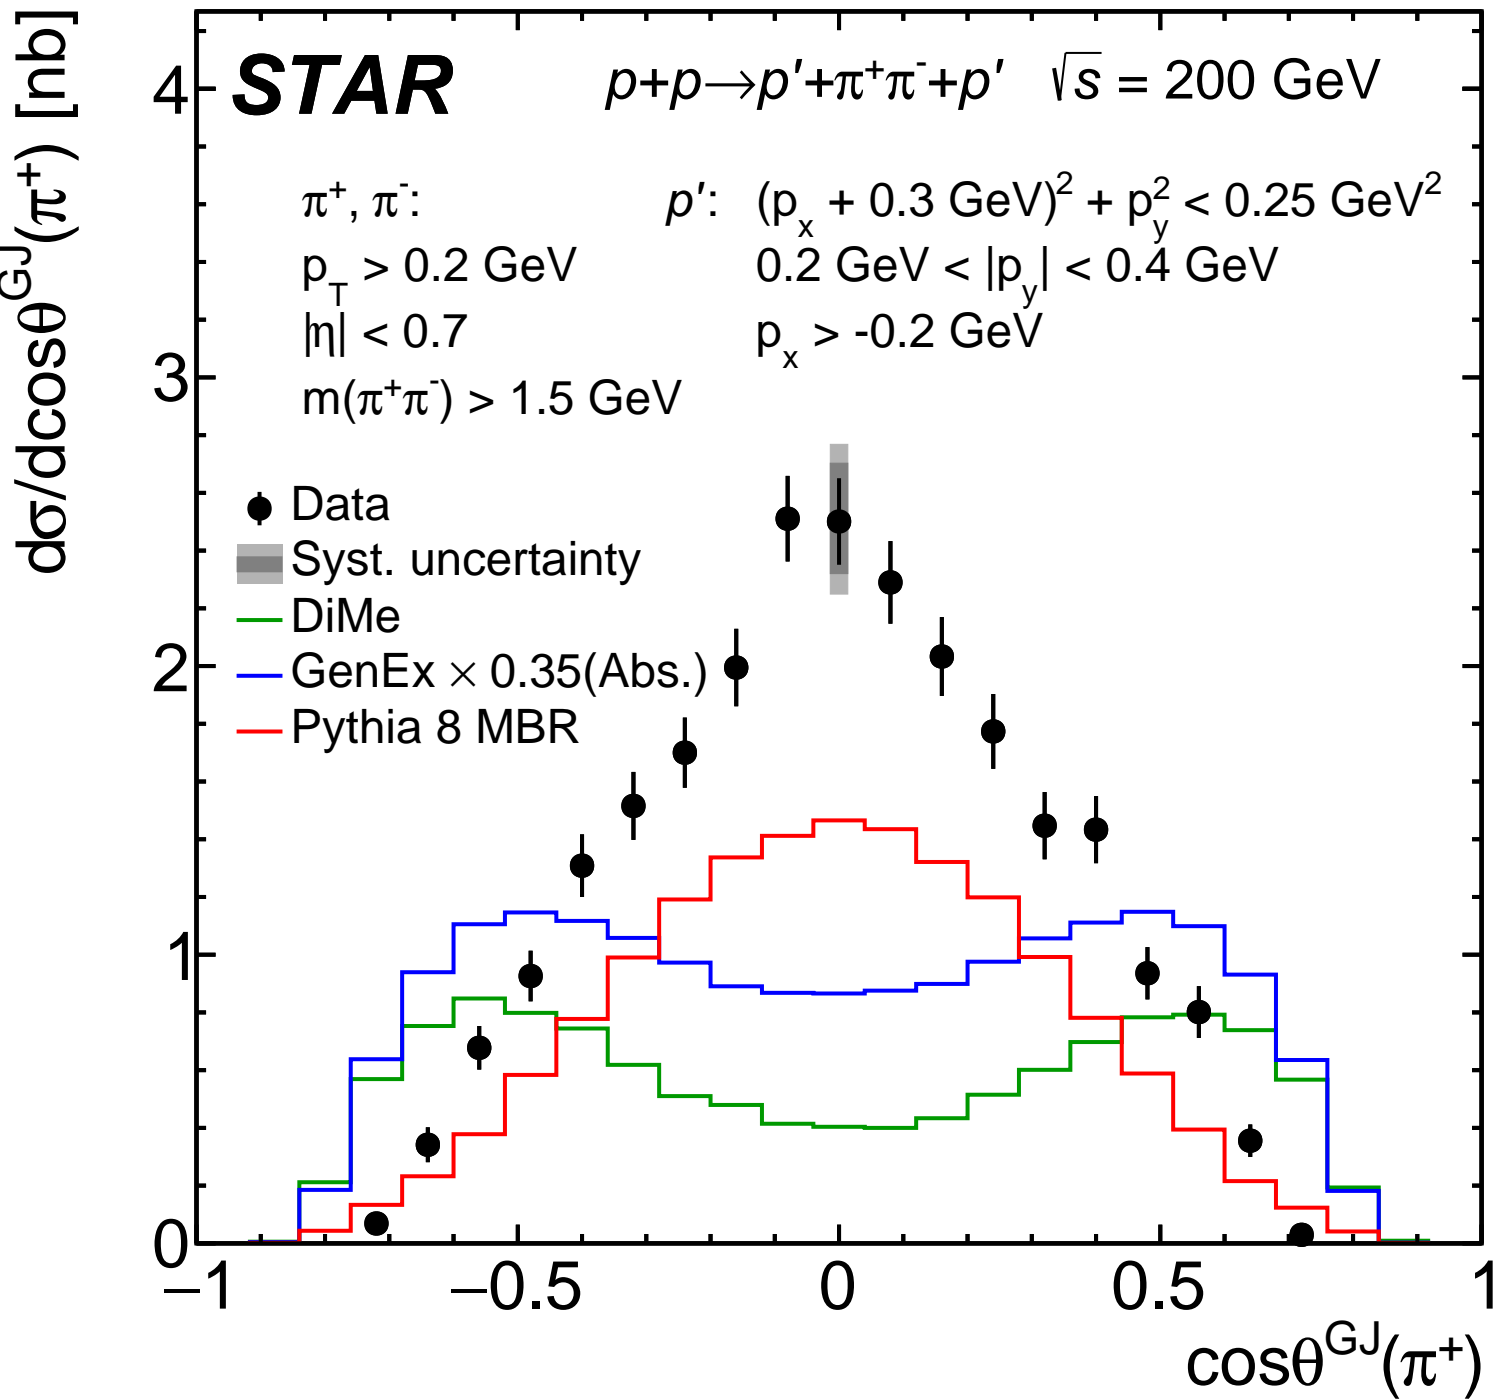 dσ/dcosθ^GJ(π⁺) [nb]
STAR p+p→p′+π⁺π⁻+p′ √s = 200 GeV
π⁺, π⁻: p′: (p_x + 0.3 GeV)² + p_y² < 0.25 GeV²
p_T > 0.2 GeV 0.2 GeV < |p_y| < 0.4 GeV
|η| < 0.7 p_x > -0.2 GeV
m(π⁺π⁻) > 1.5 GeV
Data
Syst. uncertainty
DiMe
GenEx × 0.35(Abs.)
Pythia 8 MBR
4
3
2
1
0
−1 −0.5 0 0.5 1
cosθ^GJ(π⁺)